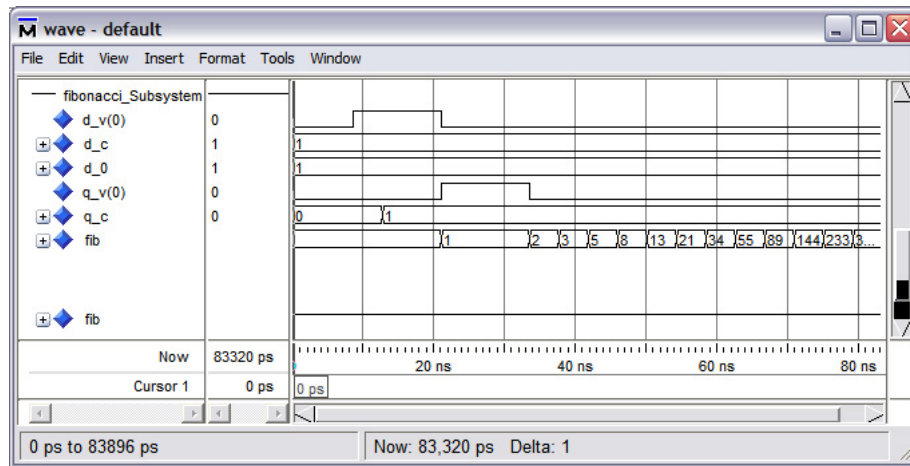 wave - default
File Edit View Insert Format Tools Window
fibonacci_Subsystem
d_v(0) 0
d_c 1 1
d_0 1 1
q_v(0) 0
q_c 0 0 1
fib 1 2 3 5 8 13 21 34 55 89 144 233 3...
fib
Now 83320 ps 20 ns 40 ns 60 ns 80 ns
Cursor 1 0 ps 0 ps
0 ps to 83896 ps Now: 83,320 ps Delta: 1